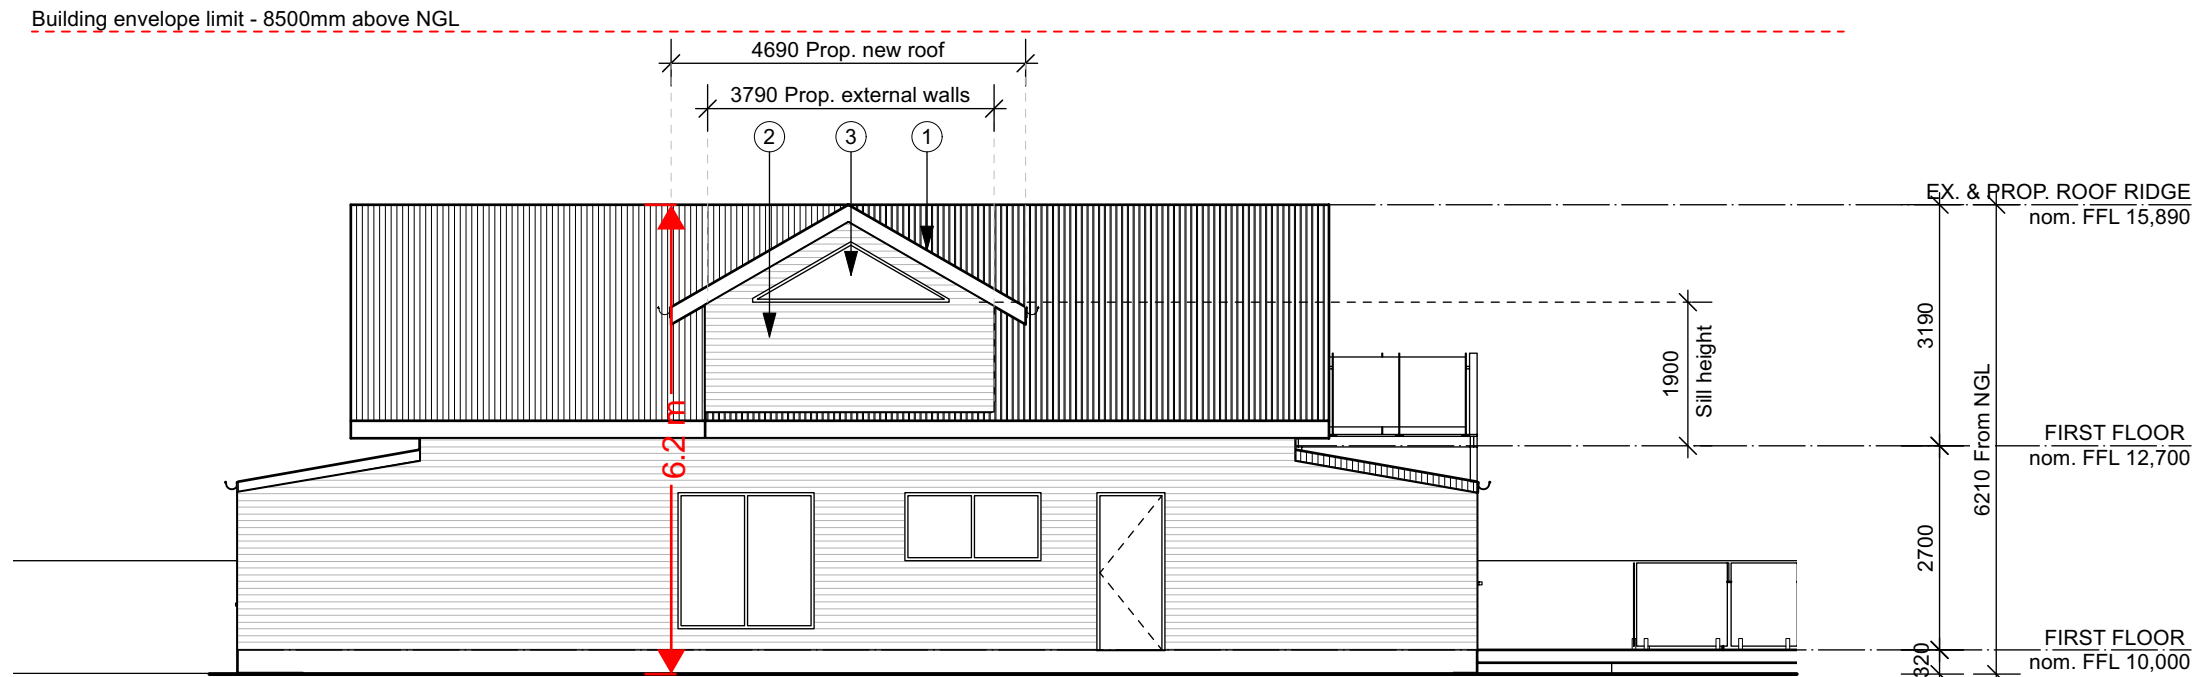 Building envelope limit - 8500mm above NGL
4690 Prop. new roof
3790 Prop. external walls
2
3
1
EX. & PROP. ROOF RIDGE
nom. FFL 15,890
3190
1900
Sill height
6.2 m
6210 From NGL
FIRST FLOOR
nom. FFL 12,700
2700
FIRST FLOOR
nom. FFL 10,000
320